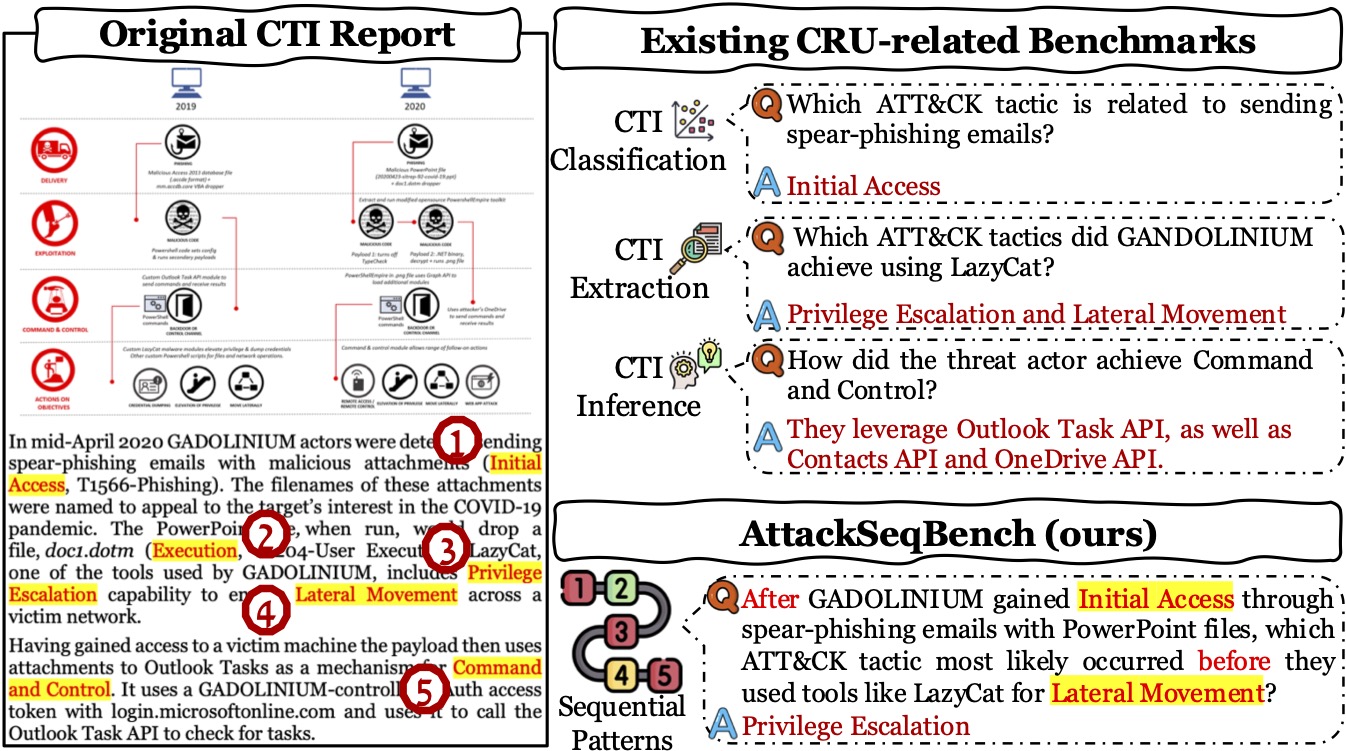 Original CTI Report
2019
2020
DELIVERY
PHISHING
Malicious Access 2013 database file
(.accde format) +
mm.accdb.core VBA dropper
PHISHING
Malicious PowerPoint file
(20200423-sitrep-92-covid-19.ppt)
+ doc1.dotm dropper
Extract and run modified opensource PowershellEmpire toolkit
EXPLOITATION
MALICIOUS CODE
Powershell code sets config
& runs secondary payloads
MALICIOUS CODE
Payload 1: turns off
TypeCheck
MALICIOUS CODE
Payload 2: .NET binary,
decrypt + runs .png file
COMMAND & CONTROL
Custom Outlook Task API module to
send commands and receive results
PowerShell
commands
BACKDOOR OR
CONTROL CHANNEL
PowerShellEmpire in .png file uses Graph API to
load additional modules
PowerShell
commands
BACKDOOR OR
CONTROL CHANNEL
Uses attacker's OneDrive
to send commands and
receive results
ACTIONS ON
OBJECTIVES
Custom LazyCat malware modules elevate privilege & dump credentials
Other custom Powershell scripts for files and network operations.
CREDENTIAL DUMPING
ELEVATION OF PRIVILEGE
MOVE LATERALLY
Command & control module allows range of follow-on actions
REMOTE ACCESS /
REMOTE CONTROL
ELEVATION OF PRIVILEGE
MOVE LATERALLY
WEB APP ATTACK
In mid-April 2020 GADOLINIUM actors were dete 1 sending
spear-phishing emails with malicious attachments (Initial
Access, T1566-Phishing). The filenames of these attachments
were named to appeal to the target's interest in the COVID-19
pandemic. The PowerPoin 2 e, when run, w 3 d drop a
file, doc1.dotm (Execution, 204-User Execut LazyCat,
one of the tools used by GADOLINIUM, includes Privilege
Escalation capability to en 4 Lateral Movement across a
victim network.
Having gained access to a victim machine the payload then uses
attachments to Outlook Tasks as a mechanism for Command
and Control. It uses a GADOLINIUM-controll 5 Auth access
token with login.microsoftonline.com and uses it to call the
Outlook Task API to check for tasks.
Existing CRU-related Benchmarks
CTI
Classification
Q Which ATT&CK tactic is related to sending
spear-phishing emails?
A Initial Access
CTI
Extraction
Q Which ATT&CK tactics did GANDOLINIUM
achieve using LazyCat?
A Privilege Escalation and Lateral Movement
CTI
Inference
Q How did the threat actor achieve Command
and Control?
A They leverage Outlook Task API, as well as
Contacts API and OneDrive API.
AttackSeqBench (ours)
1 2
3
4 5
Sequential
Patterns
Q After GADOLINIUM gained Initial Access through
spear-phishing emails with PowerPoint files, which
ATT&CK tactic most likely occurred before they
used tools like LazyCat for Lateral Movement?
A Privilege Escalation